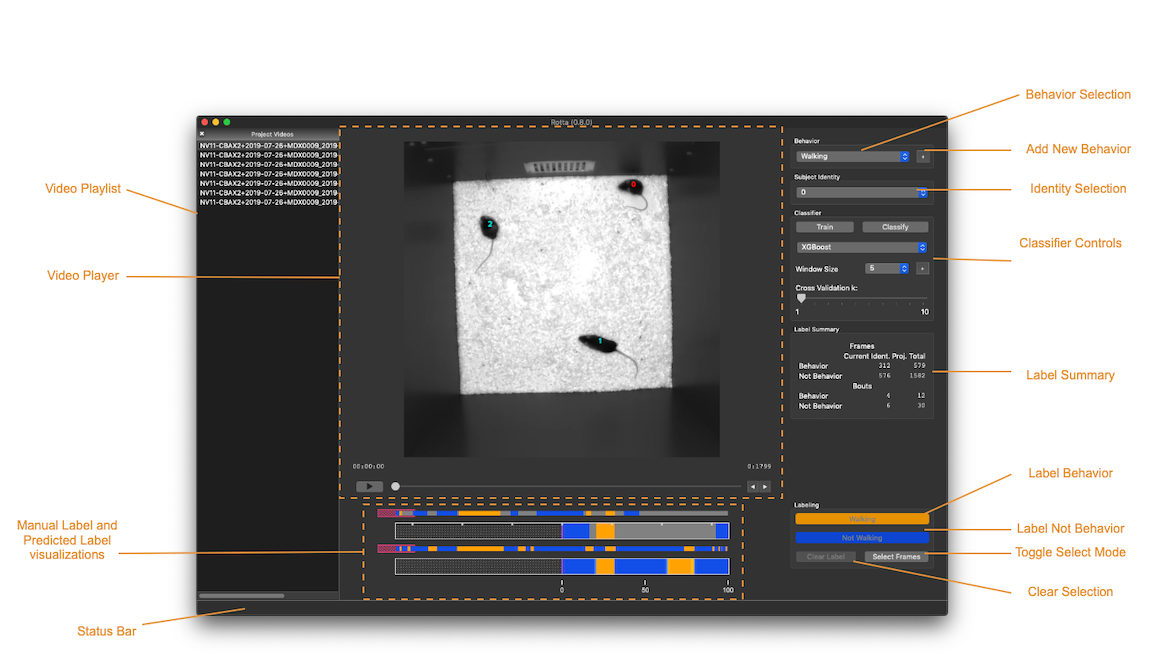 Behavior Selection
Rotta (0.8.0)
Project Videos
Behavior
NV11-CBAX2+2019-07-26+MDX0009_2019
NV11-CBAX2+2019-07-26+MDX0009_2019
NV11-CBAX2+2019-07-26+MDX0009_2019
NV11-CBAX2+2019-07-26+MDX0009_2019
NV11-CBAX2+2019-07-26+MDX0009_2019
NV11-CBAX2+2019-07-26+MDX0009_2019
NV11-CBAX2+2019-07-26+MDX0009_2019
Walking
+
Add New Behavior
Subject Identity
Video Playlist
0
Identity Selection
0
2
1
Classifier
Train Classify
Classifier Controls
XGBoost
Video Player
Window Size 5 +
Cross Validation k:
1 10
Label Summary
Frames
Current Ident. Proj. Total
Behavior 312 579
Not Behavior 576 1582
Bouts
Behavior 4 12
Not Behavior 6 30
Label Summary
00:00:00 0:1799
Label Behavior
Labeling
Walking
Manual Label and
Predicted Label
visualizations
Label Not Behavior
Not Walking
Toggle Select Mode
Clear Label Select Frames
0 50 100
Clear Selection
Status Bar